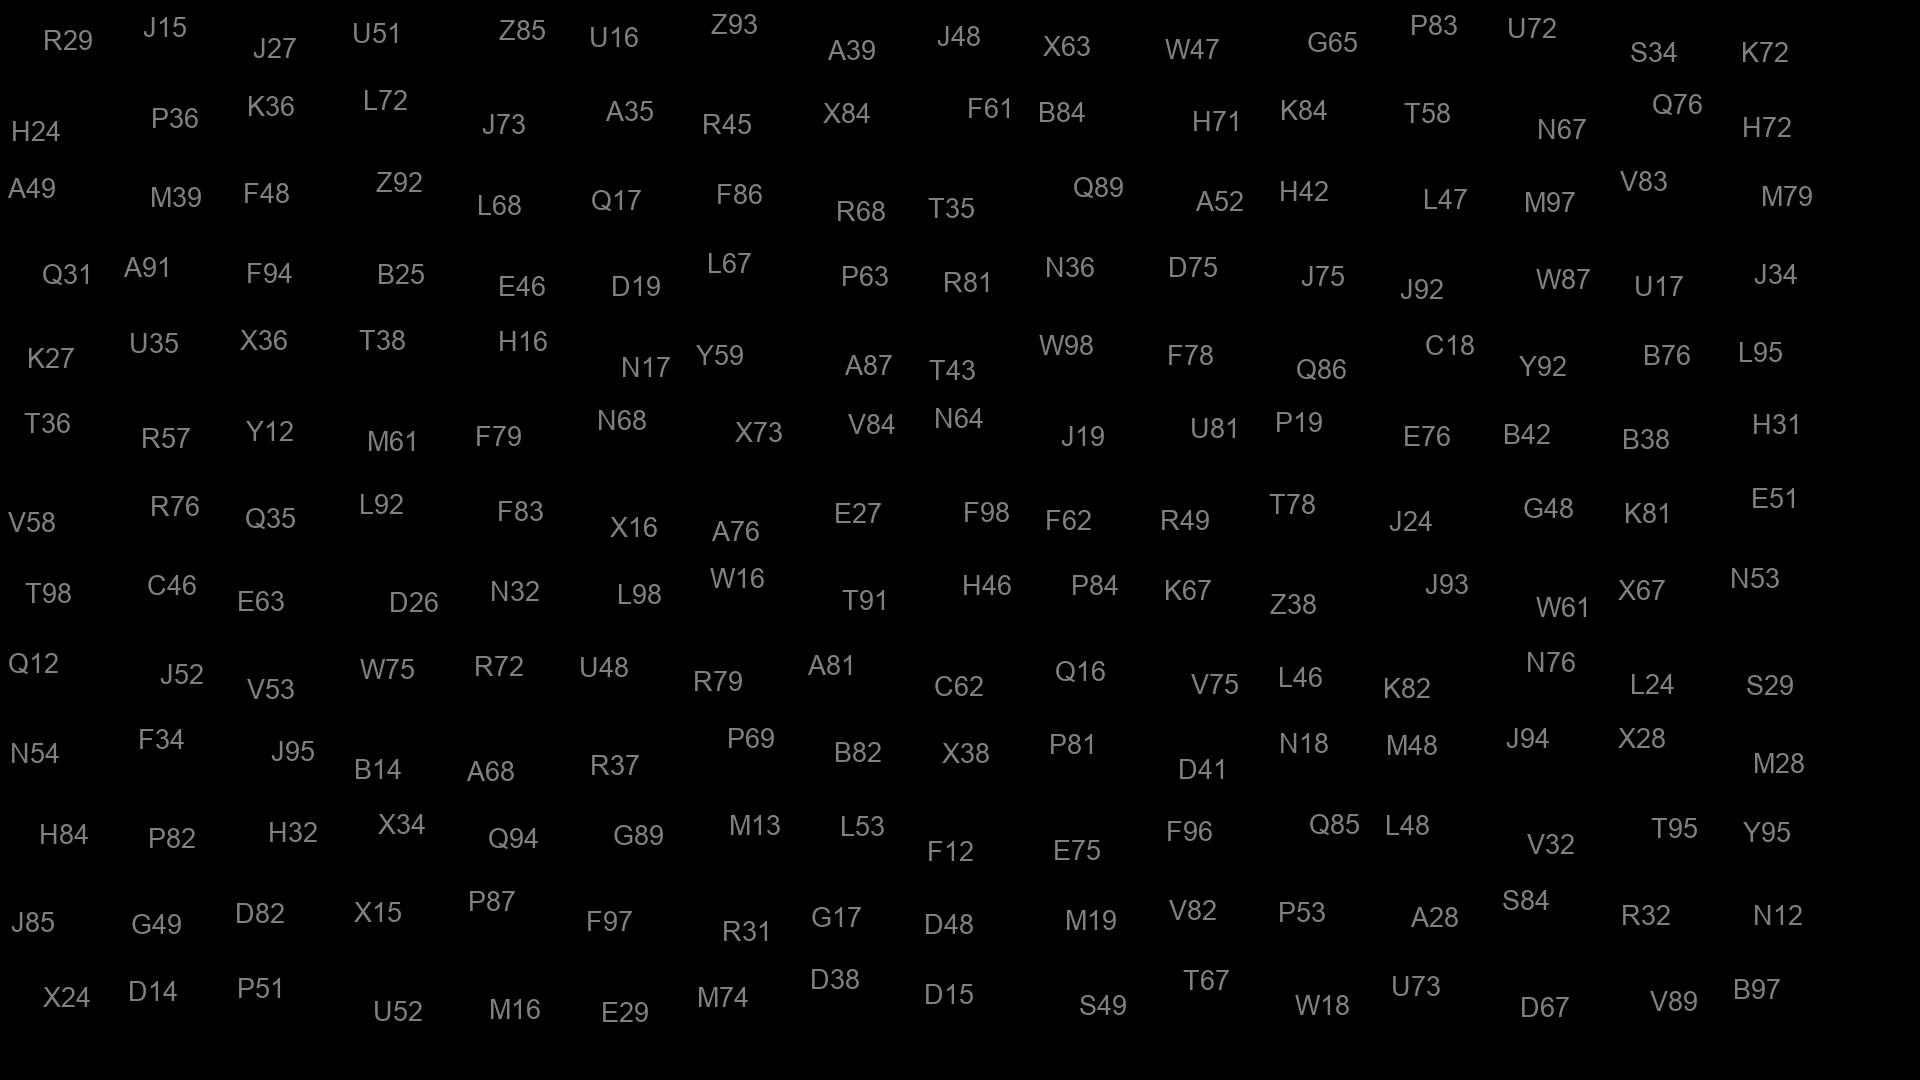 R29 J15 J27 U51 Z85 U16 Z93 A39 J48 X63 W47 G65 P83 U72 S34 K72
H24 P36 K36 L72 J73 A35 R45 X84 F61 B84 H71 K84 T58 N67 Q76 H72
A49 M39 F48 Z92 L68 Q17 F86 R68 T35 Q89 A52 H42 L47 M97 V83 M79
Q31 A91 F94 B25 E46 D19 L67 P63 R81 N36 D75 J75 J92 W87 U17 J34
K27 U35 X36 T38 H16 N17 Y59 A87 T43 W98 F78 Q86 C18 Y92 B76 L95
T36 R57 Y12 M61 F79 N68 X73 V84 N64 J19 U81 P19 E76 B42 B38 H31
V58 R76 Q35 L92 F83 X16 A76 E27 F98 F62 R49 T78 J24 G48 K81 E51
T98 C46 E63 D26 N32 L98 W16 T91 H46 P84 K67 Z38 J93 W61 X67 N53
Q12 J52 V53 W75 R72 U48 R79 A81 C62 Q16 V75 L46 K82 N76 L24 S29
N54 F34 J95 B14 A68 R37 P69 B82 X38 P81 D41 N18 M48 J94 X28 M28
H84 P82 H32 X34 Q94 G89 M13 L53 F12 E75 F96 Q85 L48 V32 T95 Y95
J85 G49 D82 X15 P87 F97 R31 G17 D48 M19 V82 P53 A28 S84 R32 N12
X24 D14 P51 U52 M16 E29 M74 D38 D15 S49 T67 W18 U73 D67 V89 B97